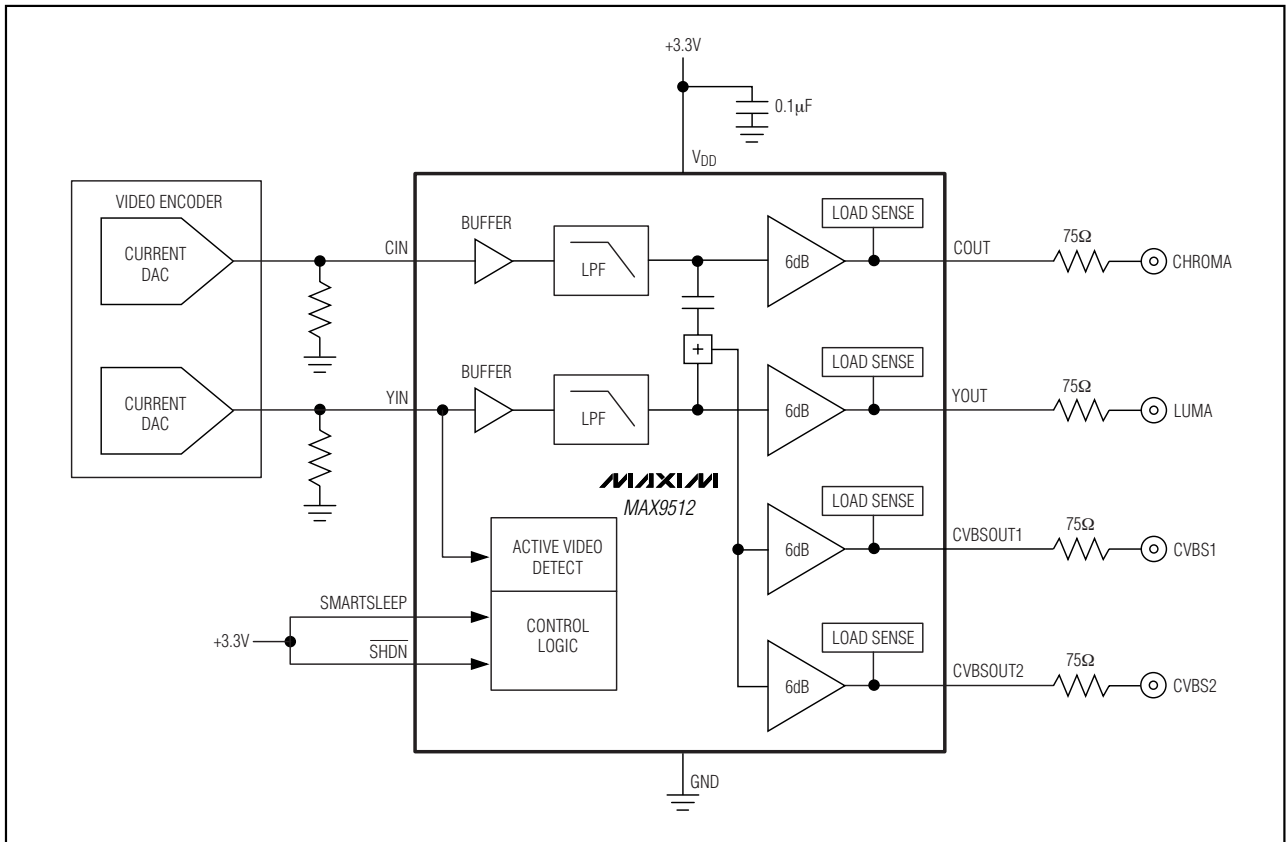 +3.3V
0.1μF
VDD
VIDEO ENCODER
CURRENT
DAC
CIN
BUFFER
LPF
6dB
LOAD SENSE
COUT
75Ω
CHROMA
+
CURRENT
DAC
YIN
BUFFER
LPF
6dB
LOAD SENSE
YOUT
75Ω
LUMA
MAXIM
MAX9512
ACTIVE VIDEO
DETECT
CONTROL
LOGIC
SMARTSLEEP
+3.3V
SHDN
6dB
LOAD SENSE
CVBSOUT1
75Ω
CVBS1
6dB
LOAD SENSE
CVBSOUT2
75Ω
CVBS2
GND